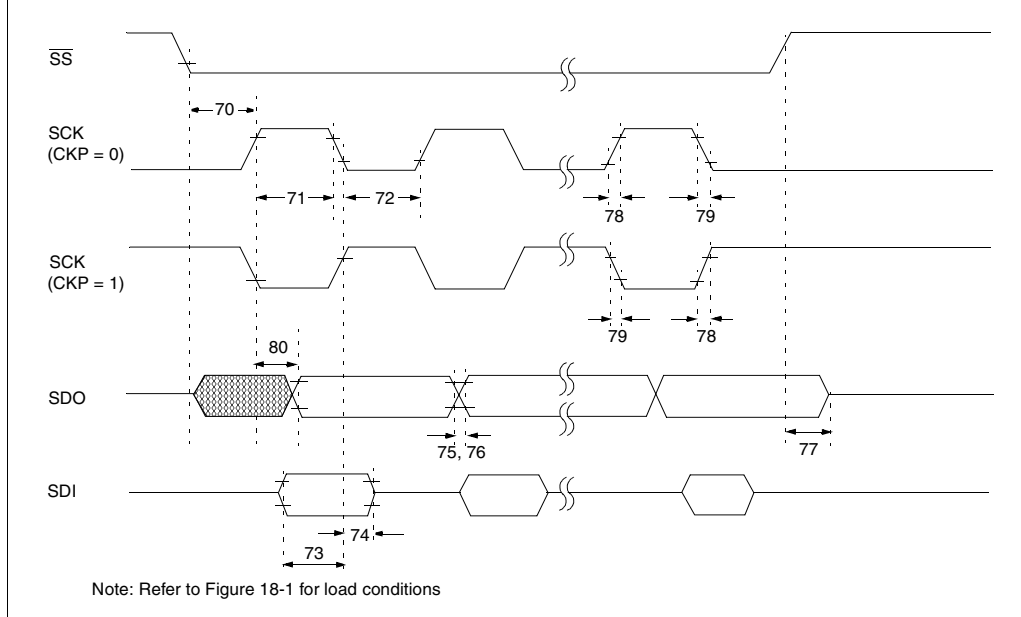 SS
70
SCK
(CKP = 0)
71
72
78
79
SCK
(CKP = 1)
79
78
80
SDO
75, 76
77
SDI
74
73
Note: Refer to Figure 18-1 for load conditions